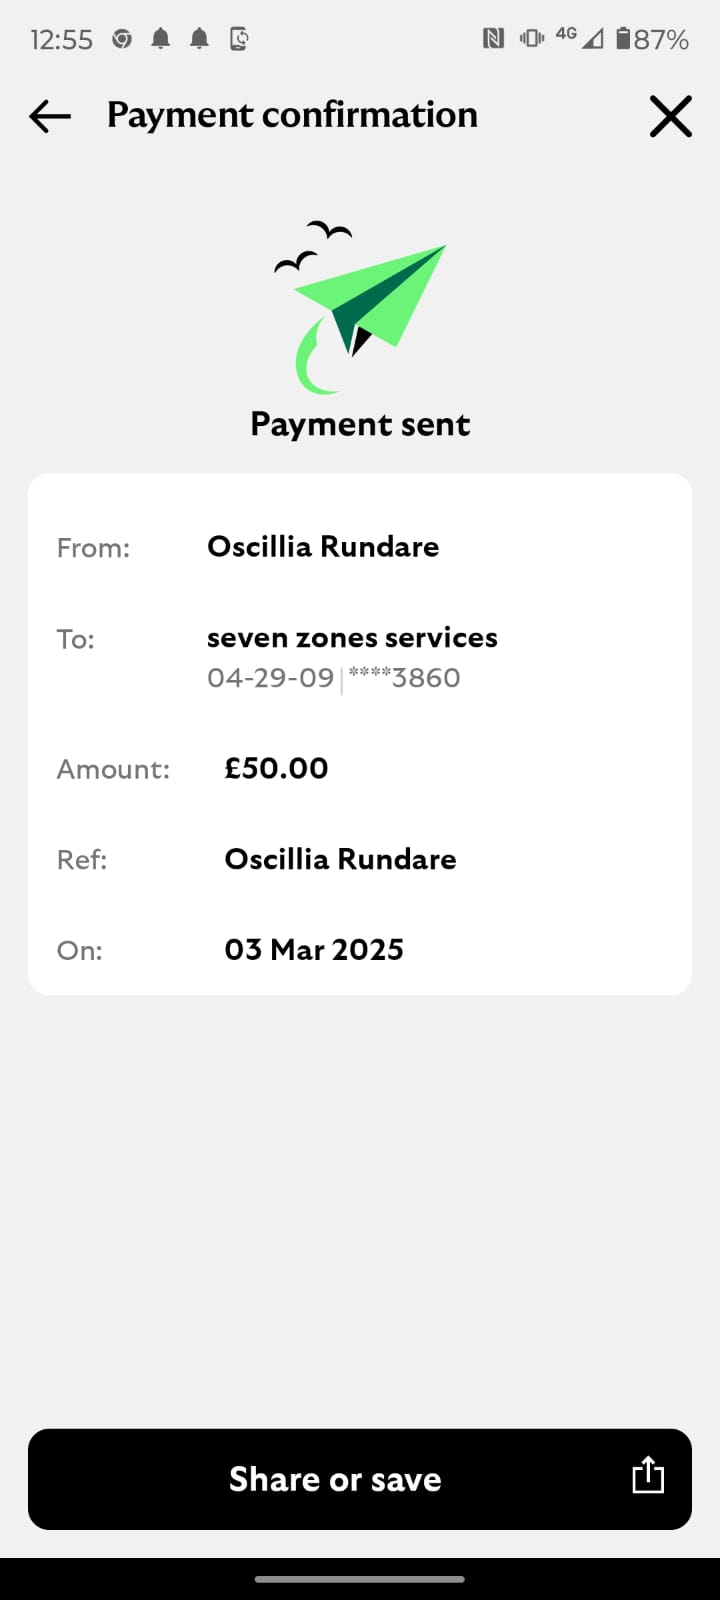 12:55 4G 87%
Payment confirmation
Payment sent
From: Oscillia Rundare
To: seven zones services
04-29-09 | ****3860
Amount: £50.00
Ref: Oscillia Rundare
On: 03 Mar 2025
Share or save